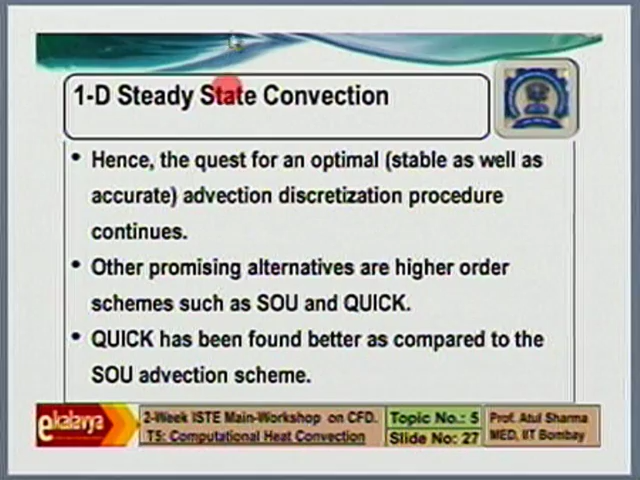 1-D Steady State Convection
• Hence, the quest for an optimal (stable as well as
accurate) advection discretization procedure
continues.
• Other promising alternatives are higher order
schemes such as SOU and QUICK.
• QUICK has been found better as compared to the
SOU advection scheme.
ekalavya
2-Week ISTE Main-Workshop on CFD.
T5: Computational Heat Convection
Topic No.: 5
Slide No: 27
Prof. Atul Sharma
MED, IIT Bombay